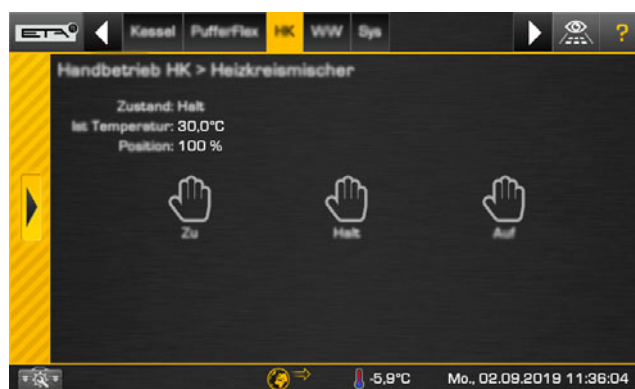 ETA
Kessel PufferFlex HK WW Sys ?
Handbetrieb HK > Heizkreismischer
Zustand: Halt
Ist Temperatur: 30,0°C
Position: 100 %
Zu Halt Auf
-5,9°C Mo., 02.09.2019 11:36:04